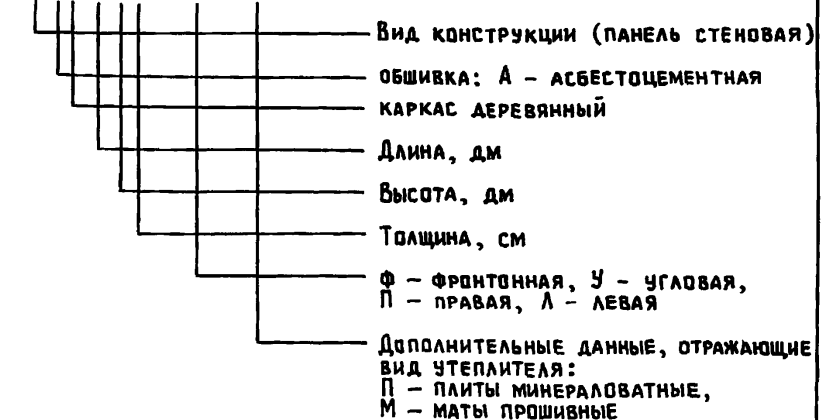 Вид конструкции (панель стеновая)
Обшивка: А – асбестоцементная
каркас деревянный
Длина, дм
Высота, дм
Толщина, см
Ф – фронтонная, У – угловая,
П – правая, Л – левая
Дополнительные данные, отражающие
вид утеплителя:
П – плиты минераловатные,
М – маты прошивные